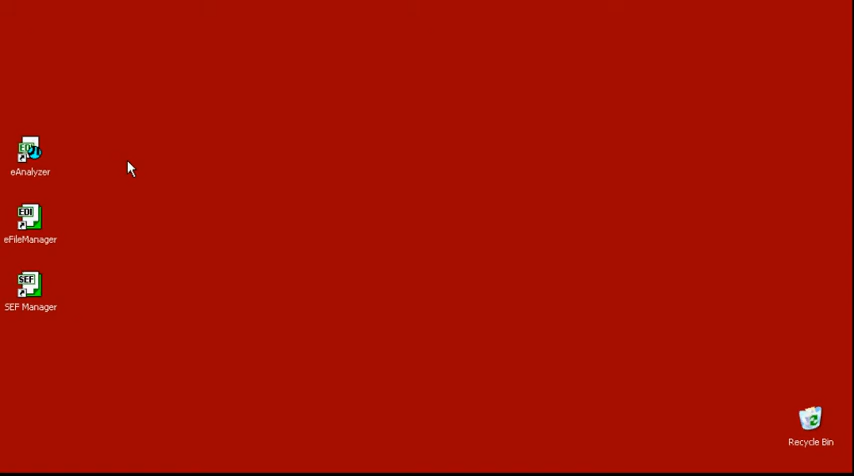 EDI
eAnalyzer
EDI
eFileManager
SEF
SEF Manager
Recycle Bin